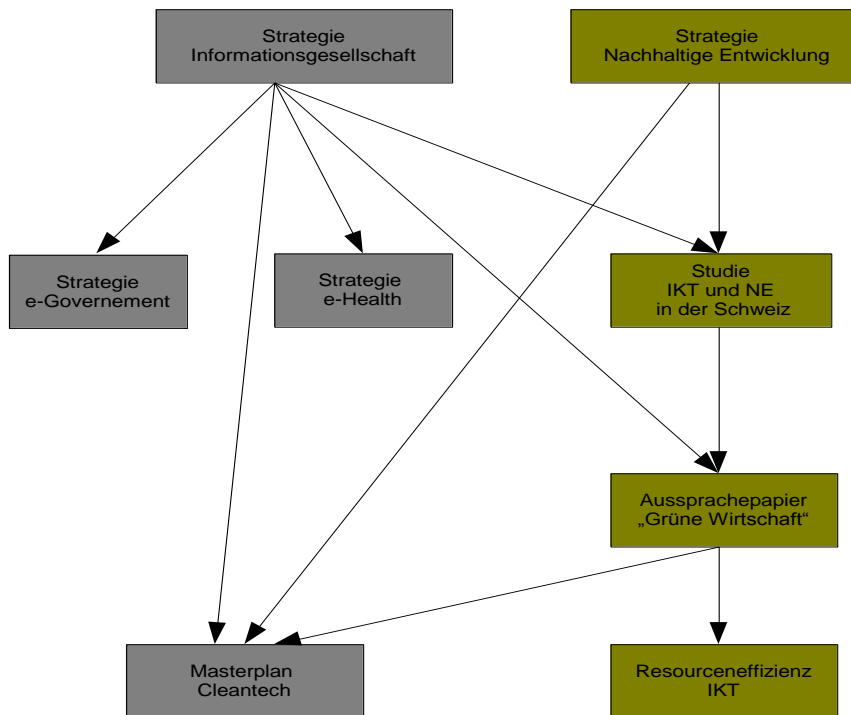 Strategie
Informationsgesellschaft
Strategie
Nachhaltige Entwicklung
Strategie
e-Governement
Strategie
e-Health
Studie
IKT und NE
in der Schweiz
Aussprachepapier
„Grüne Wirtschaft“
Masterplan
Cleantech
Resourceneffizienz
IKT